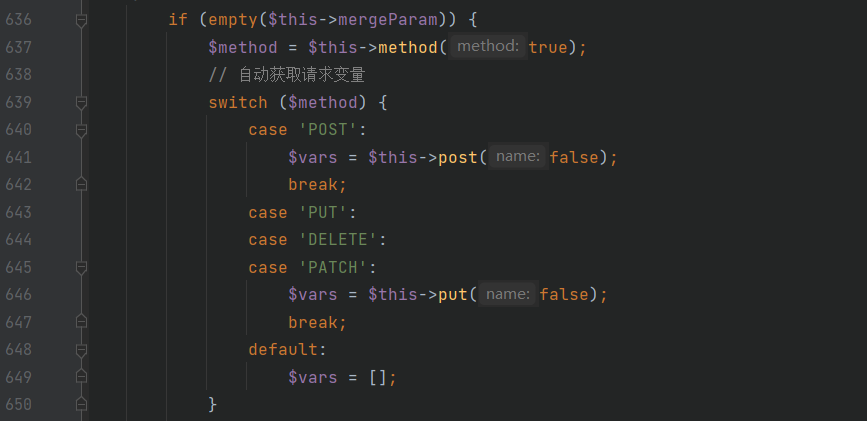 636 if (empty($this->mergeParam)) {
637 $method = $this->method( method: true);
638 // 自动获取请求变量
639 switch ($method) {
640 case 'POST':
641 $vars = $this->post( name: false);
642 break;
643 case 'PUT':
644 case 'DELETE':
645 case 'PATCH':
646 $vars = $this->put( name: false);
647 break;
648 default:
649 $vars = [];
650 }